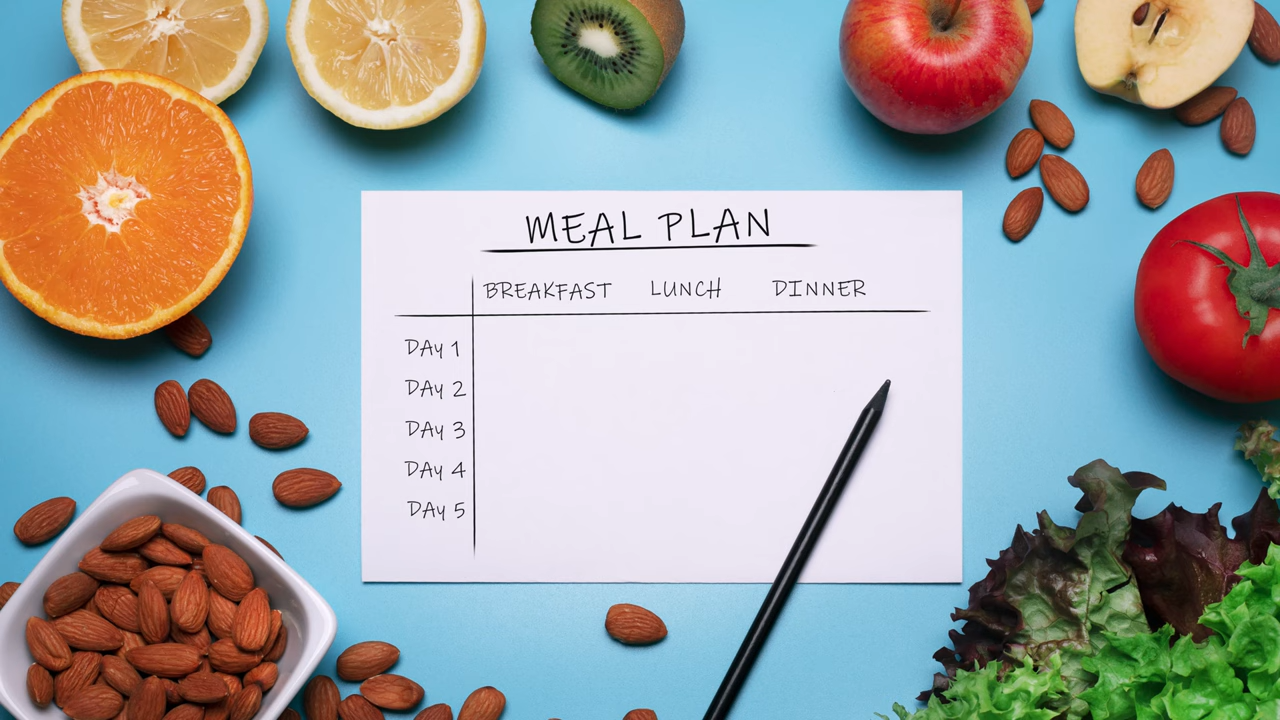 MEAL PLAN
BREAKFAST LUNCH DINNER
DAy 1
DAy 2
DAy 3
DAy 4
DAy 5